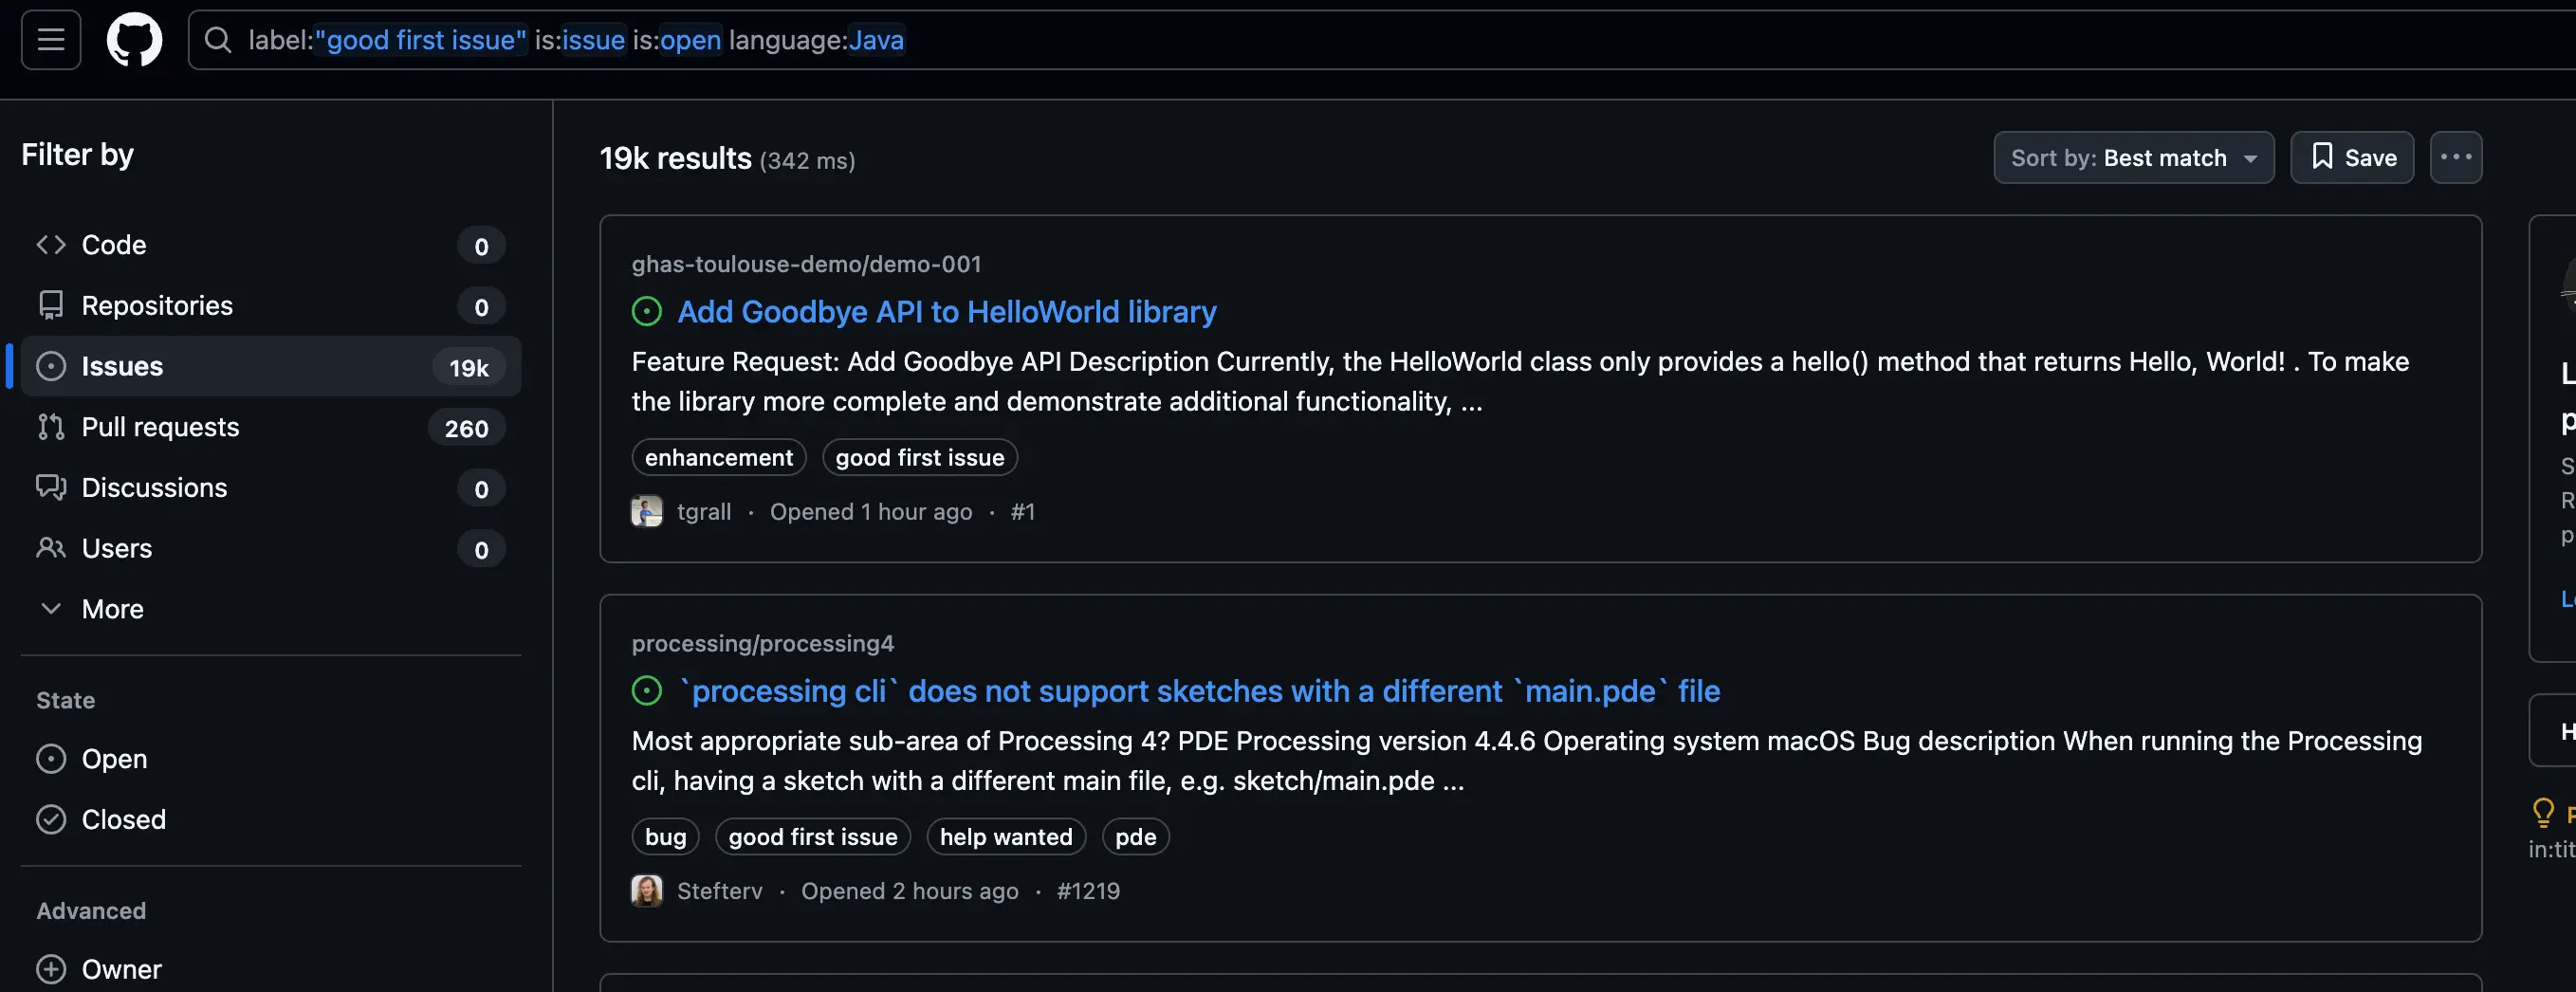 label:"good first issue" is:issue is:open language:Java
Filter by
Code 0
Repositories 0
Issues 19k
Pull requests 260
Discussions 0
Users 0
More
State
Open
Closed
Advanced
Owner
19k results (342 ms)
Sort by: Best match
Save
ghas-toulouse-demo/demo-001
Add Goodbye API to HelloWorld library
Feature Request: Add Goodbye API Description Currently, the HelloWorld class only provides a hello() method that returns Hello, World! . To make
the library more complete and demonstrate additional functionality, ...
enhancement good first issue
tgrall · Opened 1 hour ago · #1
processing/processing4
`processing cli` does not support sketches with a different `main.pde` file
Most appropriate sub-area of Processing 4? PDE Processing version 4.4.6 Operating system macOS Bug description When running the Processing
cli, having a sketch with a different main file, e.g. sketch/main.pde ...
bug good first issue help wanted pde
Stefterv · Opened 2 hours ago · #1219